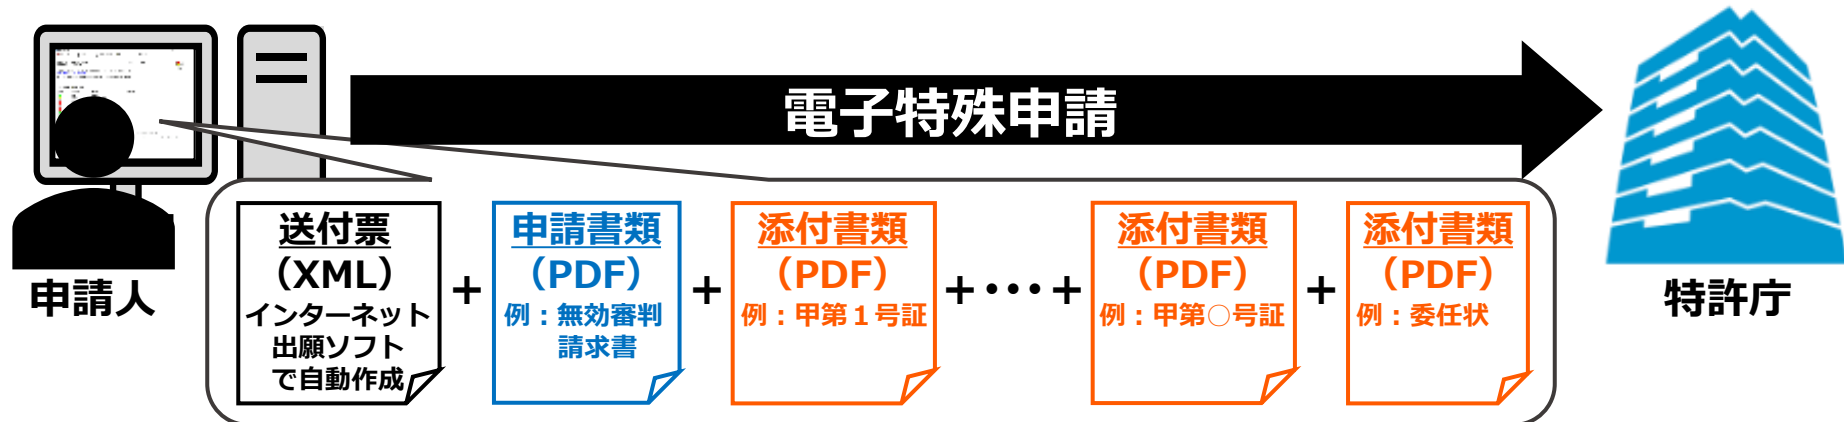 電子特殊申請
申請人
送付票
（XML）
インターネット
出願ソフト
で自動作成
＋
申請書類
（PDF）
例：無効審判
請求書
＋
添付書類
（PDF）
例：甲第１号証
＋･･･＋
添付書類
（PDF）
例：甲第○号証
＋
添付書類
（PDF）
例：委任状
特許庁